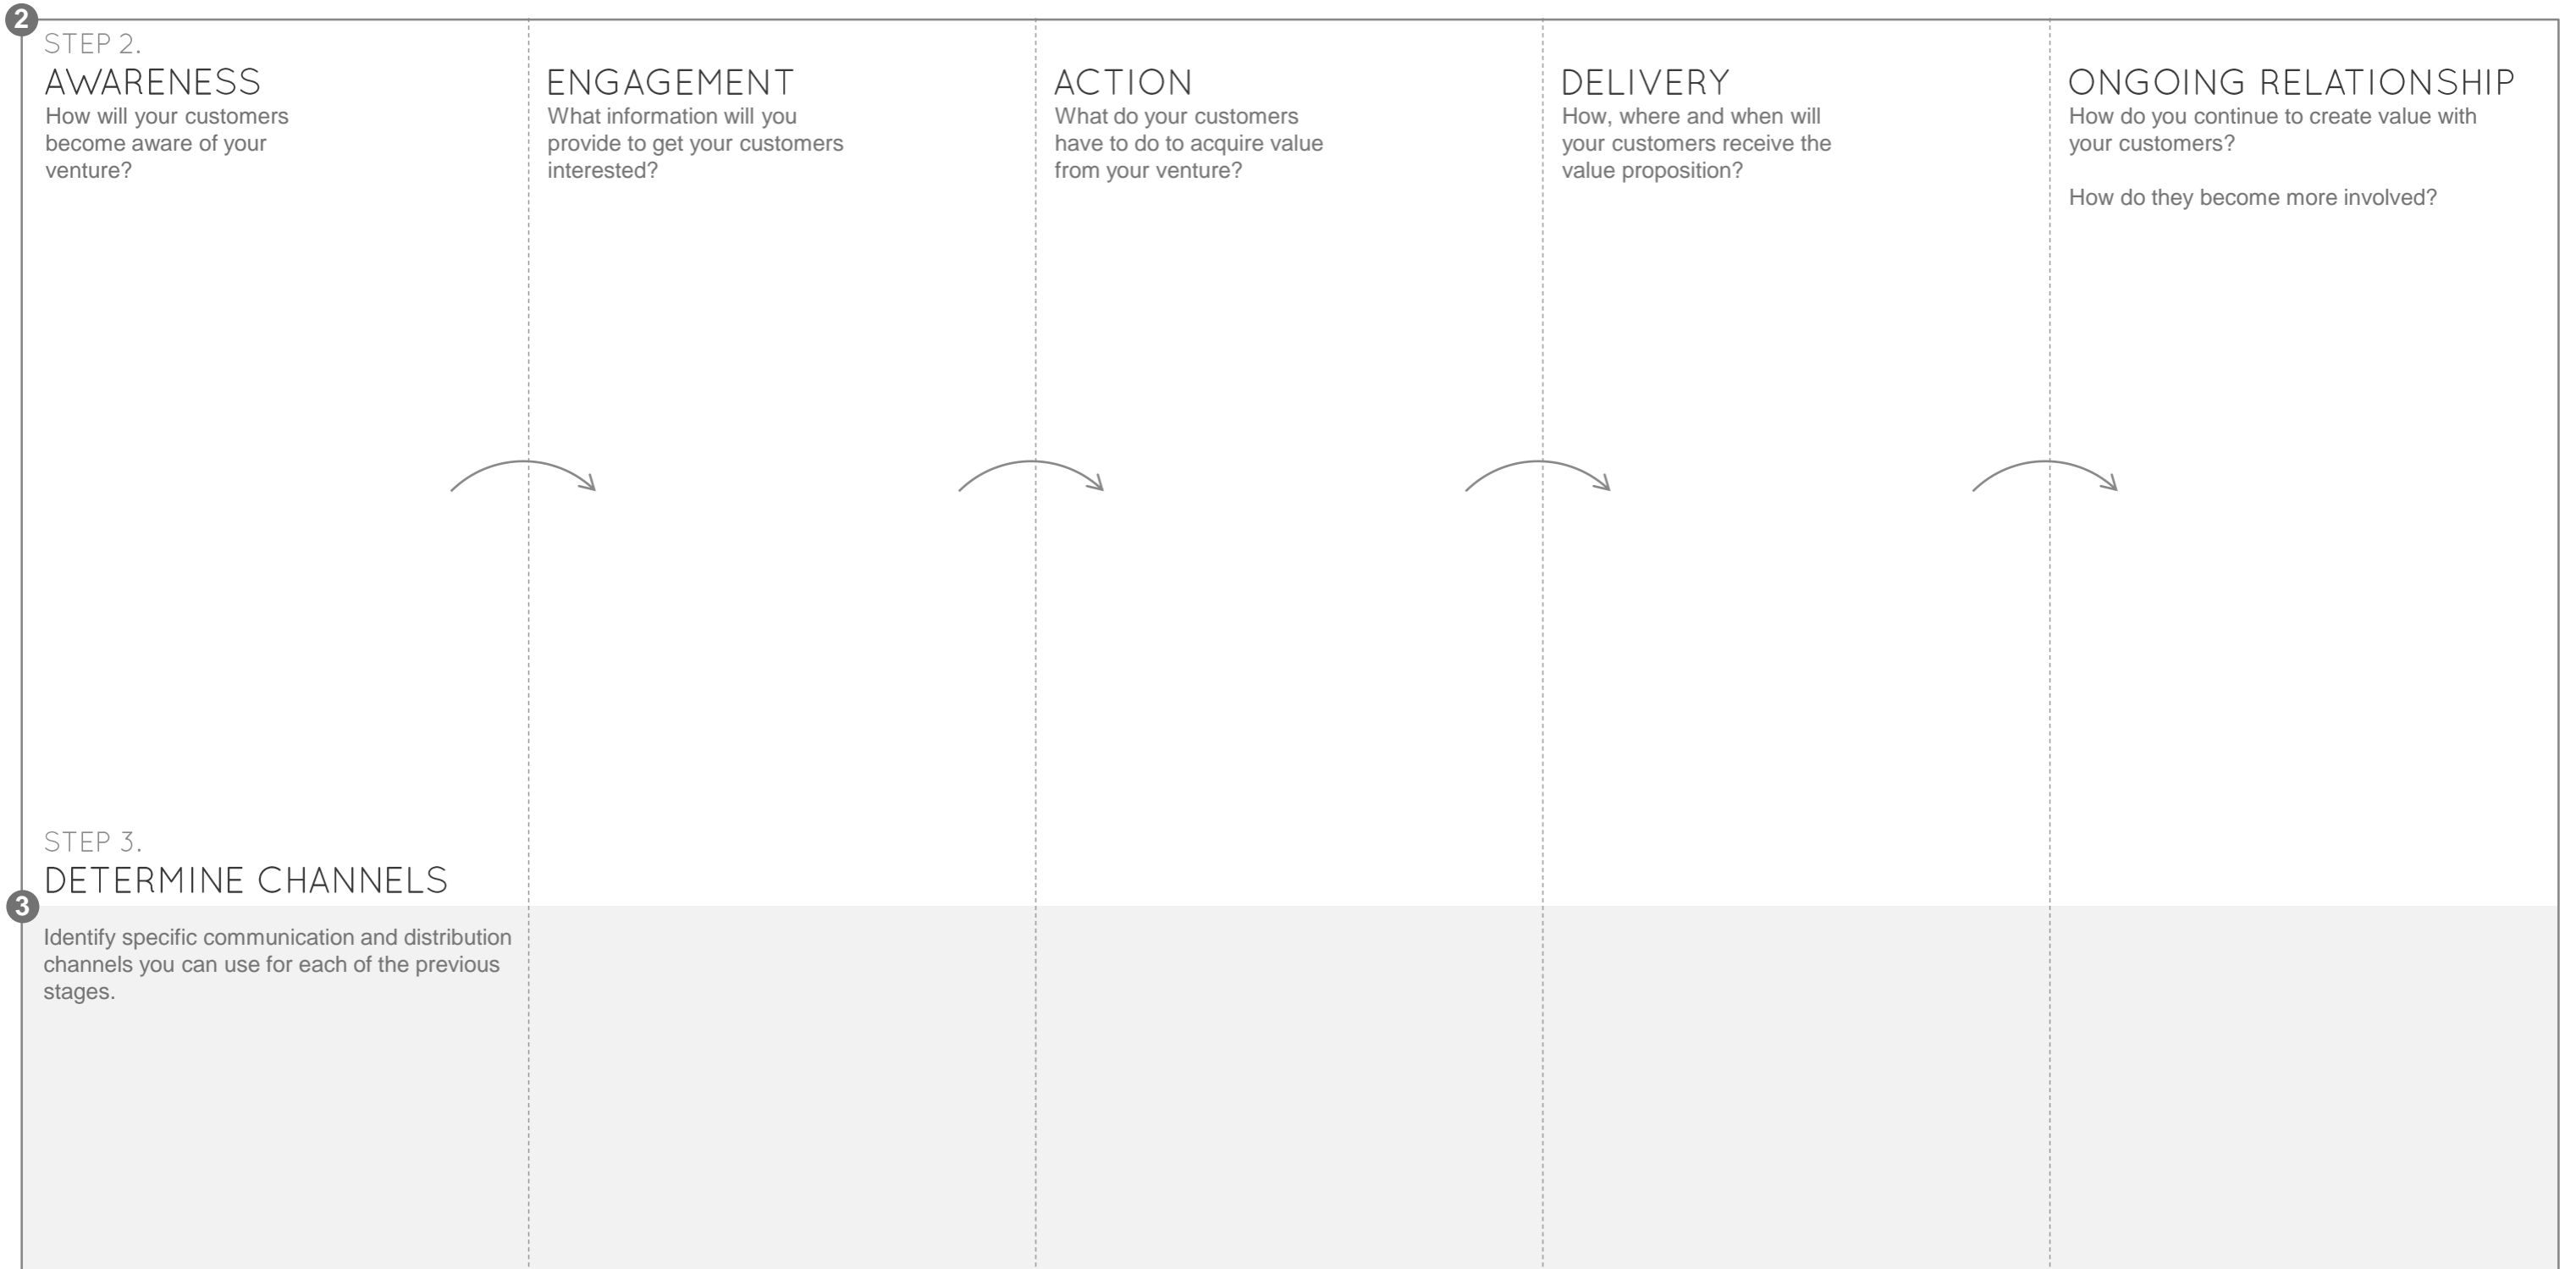 2
STEP 2.
AWARENESS
How will your customers
become aware of your
venture?
ENGAGEMENT
What information will you
provide to get your customers
interested?
ACTION
What do your customers
have to do to acquire value
from your venture?
DELIVERY
How, where and when will
your customers receive the
value proposition?
ONGOING RELATIONSHIP
How do you continue to create value with
your customers?
How do they become more involved?
STEP 3.
DETERMINE CHANNELS
3
Identify specific communication and distribution
channels you can use for each of the previous
stages.